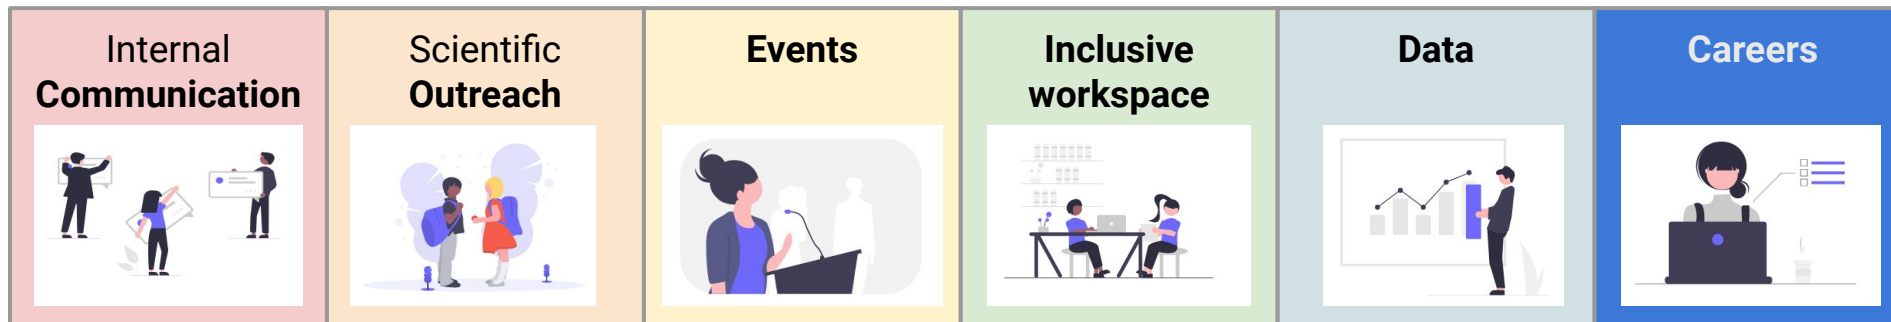 Internal
Communication
Scientific
Outreach
Events
Inclusive
workspace
Data
Careers